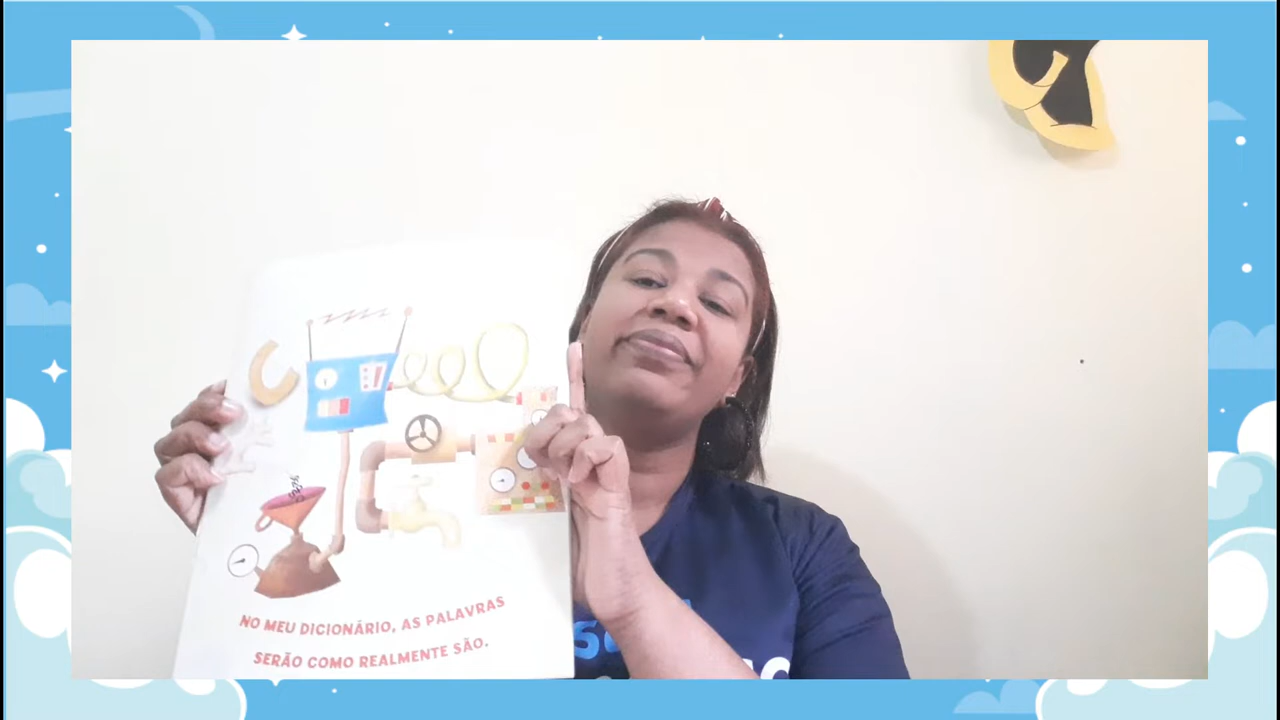 NO MEU DICIONÁRIO, AS PALAVRAS
SERÃO COMO REALMENTE SÃO.